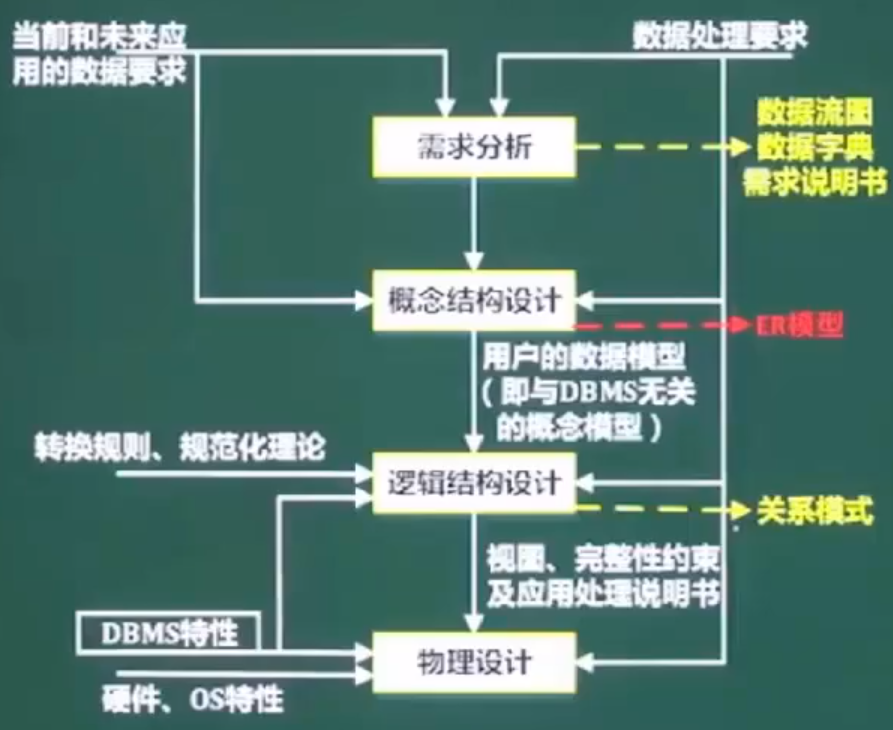 当前和未来应
用的数据要求
数据处理要求
需求分析
数据流图
数据字典
需求说明书
概念结构设计
ER模型
用户的数据模型
（即与DBMS无关
的概念模型）
转换规则、规范化理论
逻辑结构设计
关系模式
视图、完整性约束
及应用处理说明书
DBMS特性
物理设计
硬件、OS特性